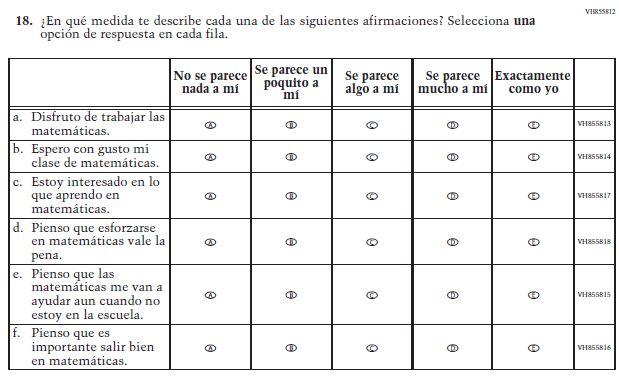 VH855812
18. ¿En qué medida te describe cada una de las siguientes afirmaciones? Selecciona una
opción de respuesta en cada fila.
No se parece
nada a mí
Se parece un
poquito a
mí
Se parece
algo a mí
Se parece
mucho a mí
Exactamente
como yo
a. Disfruto de trabajar las
matemáticas.
A B C D E VH855813
b. Espero con gusto mi
clase de matemáticas.
A B C D E VH855814
c. Estoy interesado en lo
que aprendo en
matemáticas.
A B C D E VH855817
d. Pienso que esforzarse
en matemáticas vale la
pena.
A B C D E VH855818
e. Pienso que las
matemáticas me van a
ayudar aun cuando no
estoy en la escuela.
A B C D E VH855815
f. Pienso que es
importante salir bien
en matemáticas.
A B C D E VH855816